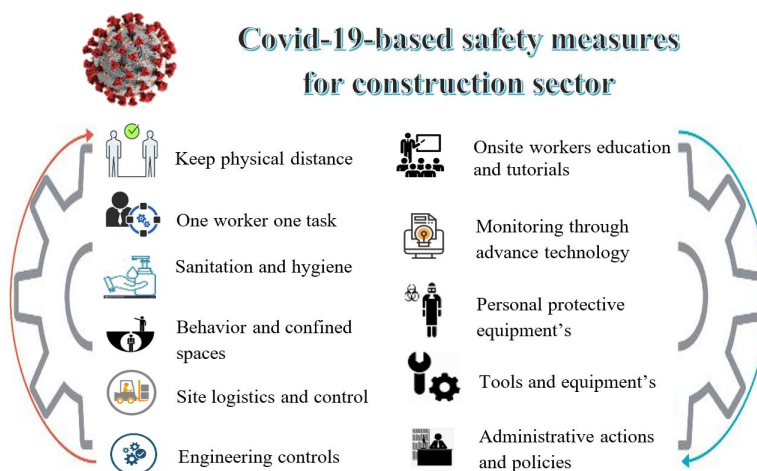 Covid-19-based safety measures
for construction sector
Keep physical distance
One worker one task
Sanitation and hygiene
Behavior and confined
spaces
Site logistics and control
Engineering controls
Onsite workers education
and tutorials
Monitoring through
advance technology
Personal protective
equipment's
Tools and equipment's
Administrative actions
and policies